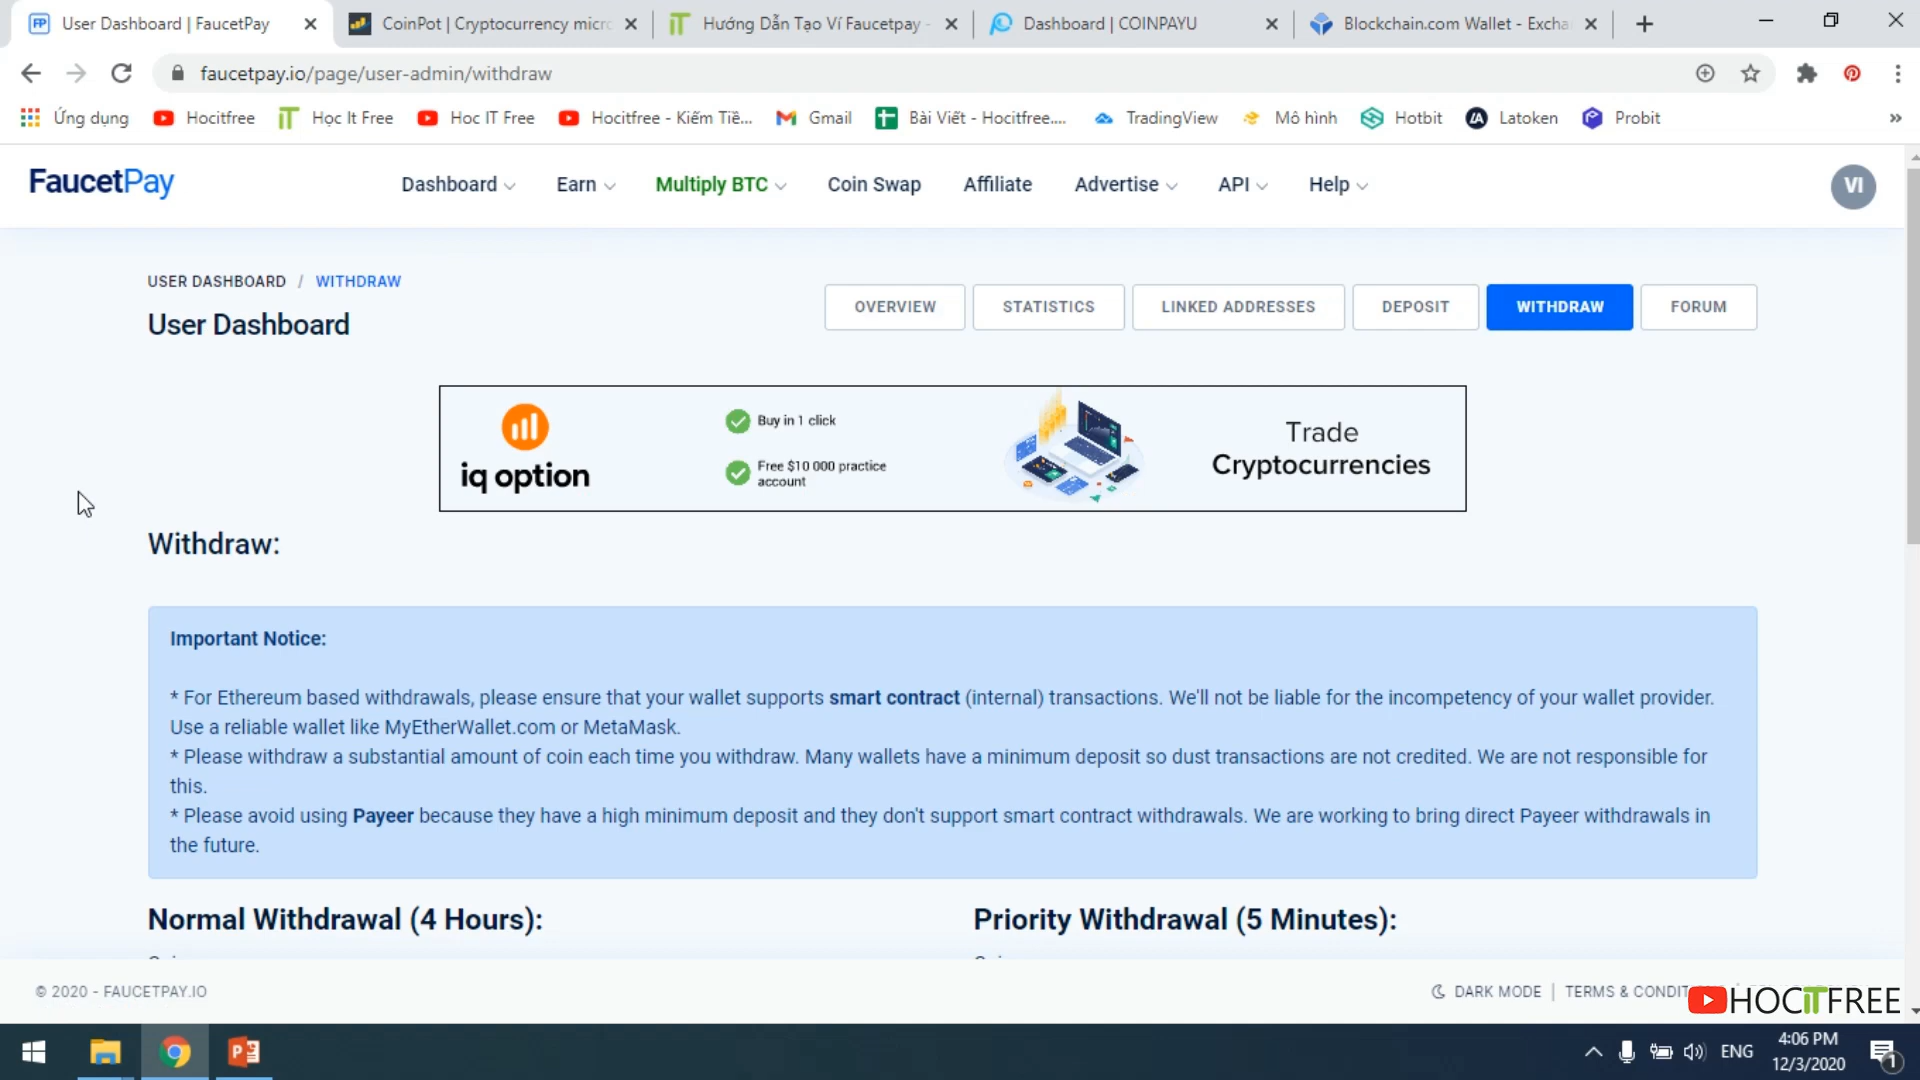 User Dashboard | FaucetPay
CoinPot | Cryptocurrency micro
Hướng Dẫn Tạo Ví Faucetpay -
Dashboard | COINPAYU
Blockchain.com Wallet - Excha
faucetpay.io/page/user-admin/withdraw
Ứng dụng
Hocitfree
Học It Free
Hoc IT Free
Hocitfree - Kiếm Tiề...
Gmail
Bài Viết - Hocitfree....
TradingView
Mô hình
Hotbit
Latoken
Probit
»
FaucetPay
Dashboard
Earn
Multiply BTC
Coin Swap
Affiliate
Advertise
API
Help
VI
USER DASHBOARD / WITHDRAW
User Dashboard
OVERVIEW
STATISTICS
LINKED ADDRESSES
DEPOSIT
WITHDRAW
FORUM
iq option
Buy in 1 click
Free $10 000 practice
account
Trade
Cryptocurrencies
Withdraw:
Important Notice:
* For Ethereum based withdrawals, please ensure that your wallet supports smart contract (internal) transactions. We'll not be liable for the incompetency of your wallet provider.
Use a reliable wallet like MyEtherWallet.com or MetaMask.
* Please withdraw a substantial amount of coin each time you withdraw. Many wallets have a minimum deposit so dust transactions are not credited. We are not responsible for
this.
* Please avoid using Payeer because they have a high minimum deposit and they don't support smart contract withdrawals. We are working to bring direct Payeer withdrawals in
the future.
Normal Withdrawal (4 Hours):
Priority Withdrawal (5 Minutes):
© 2020 - FAUCETPAY.IO
DARK MODE | TERMS & CONDIT
HOCITFREE
ENG
4:06 PM
12/3/2020
1